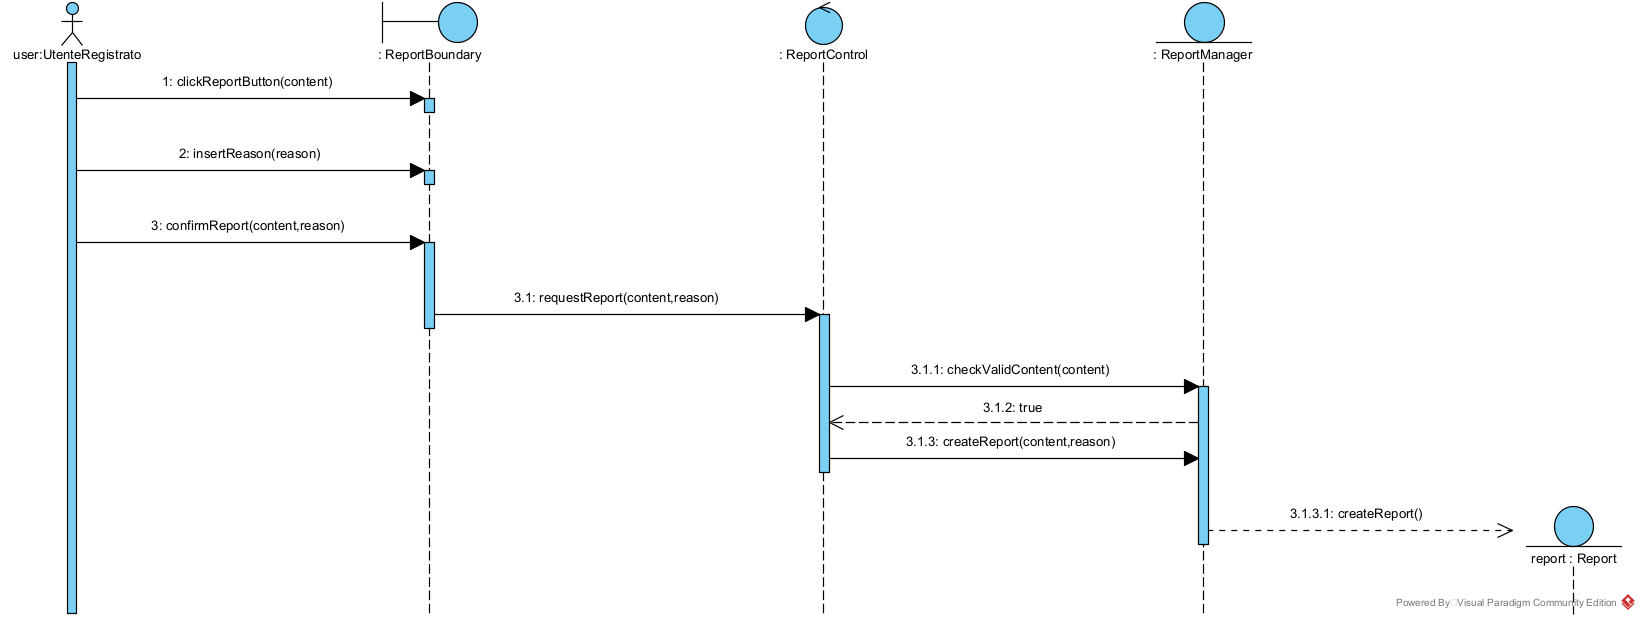 user:UtenteRegistrato
: ReportBoundary
: ReportControl
: ReportManager
1: clickReportButton(content)
2: insertReason(reason)
3: confirmReport(content,reason)
3.1: requestReport(content,reason)
3.1.1: checkValidContent(content)
3.1.2: true
3.1.3: createReport(content,reason)
3.1.3.1: createReport()
report : Report
Powered By□Visual Paradigm Community Edition